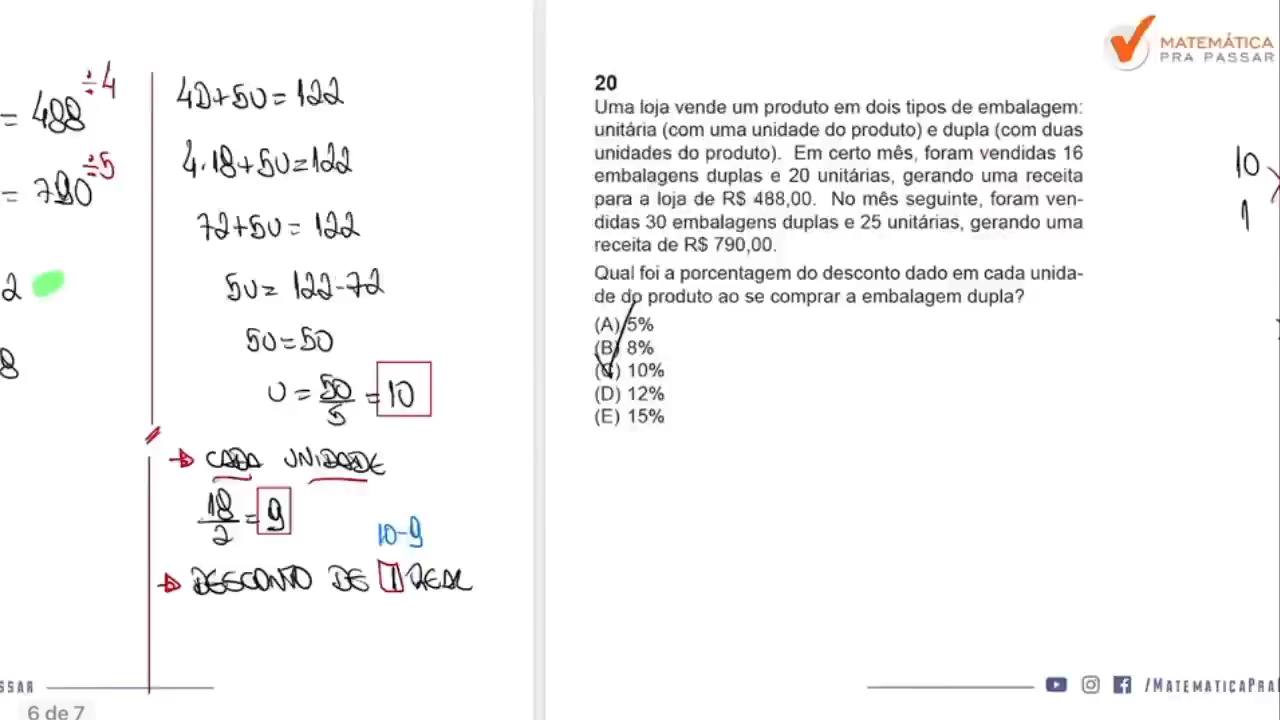 = 488 ÷4
= 790 ÷5
2
8
4D+5U=122
4.18+5U=122
72+5U=122
5U=122-72
5U=50
U=50/5=10
CADA UNIDADE
18/2=9
10-9
DESCONTO DE 1 REAL
SSAR
6 de 7
MATEMÁTICA
PRA PASSAR
20
Uma loja vende um produto em dois tipos de embalagem:
unitária (com uma unidade do produto) e dupla (com duas
unidades do produto). Em certo mês, foram vendidas 16
embalagens duplas e 20 unitárias, gerando uma receita
para a loja de R$ 488,00. No mês seguinte, foram ven-
didas 30 embalagens duplas e 25 unitárias, gerando uma
receita de R$ 790,00.
Qual foi a porcentagem do desconto dado em cada unida-
de do produto ao se comprar a embalagem dupla?
(A) 5%
(B) 8%
(C) 10%
(D) 12%
(E) 15%
10
1
/MATEMATICAPRA